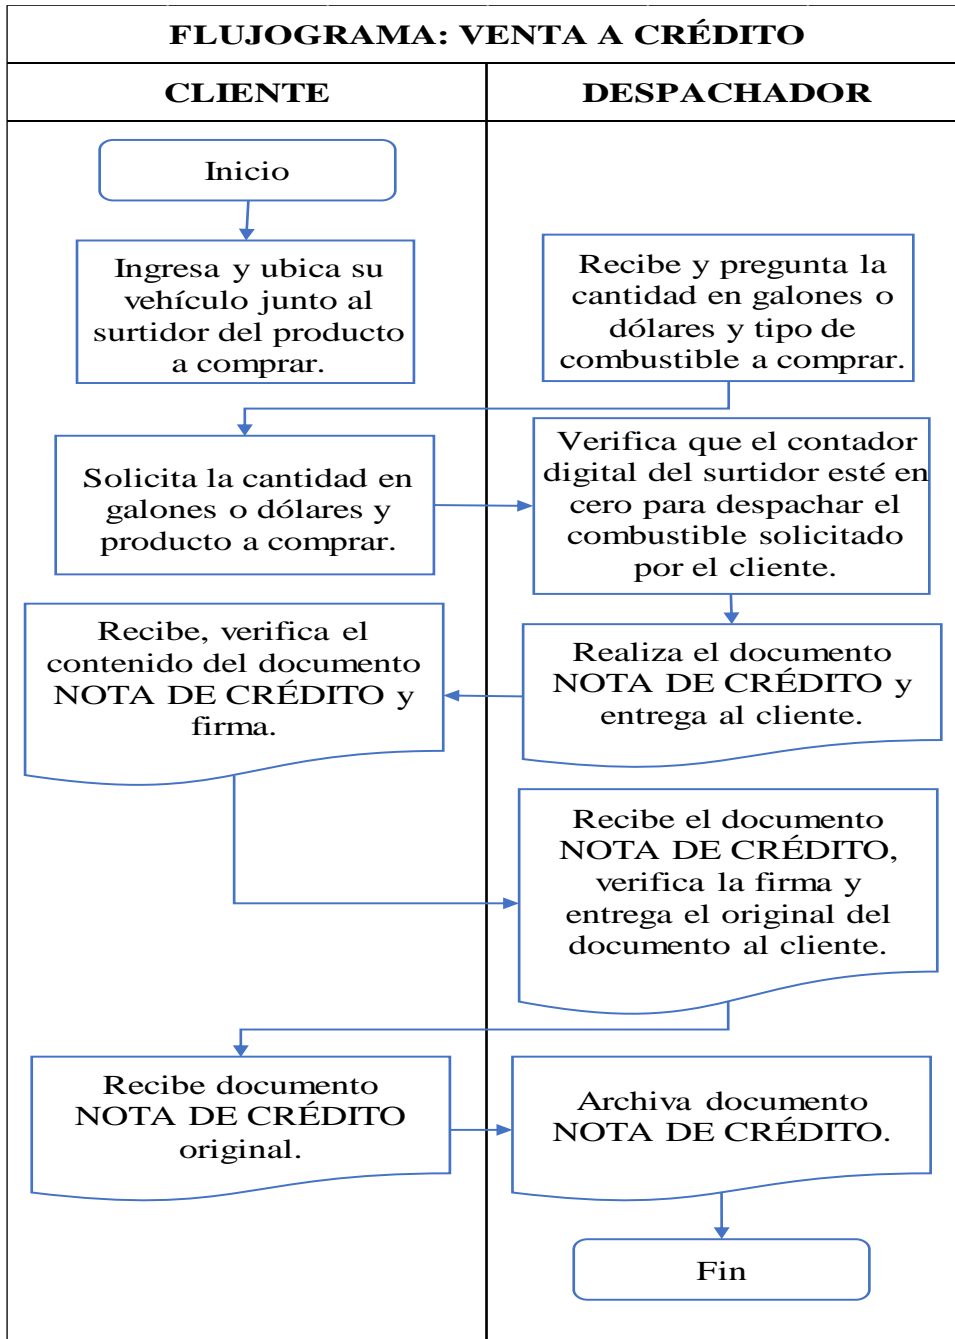 FLUJOGRAMA: VENTA A CRÉDITO
CLIENTE
DESPACHADOR
Inicio
Ingresa y ubica su
vehículo junto al
surtidor del producto
a comprar.
Recibe y pregunta la
cantidad en galones o
dólares y tipo de
combustible a comprar.
Solicita la cantidad en
galones o dólares y
producto a comprar.
Verifica que el contador
digital del surtidor esté en
cero para despachar el
combustible solicitado
por el cliente.
Recibe, verifica el
contenido del documento
NOTA DE CRÉDITO y
firma.
Realiza el documento
NOTA DE CRÉDITO y
entrega al cliente.
Recibe el documento
NOTA DE CRÉDITO,
verifica la firma y
entrega el original del
documento al cliente.
Recibe documento
NOTA DE CRÉDITO
original.
Archiva documento
NOTA DE CRÉDITO.
Fin